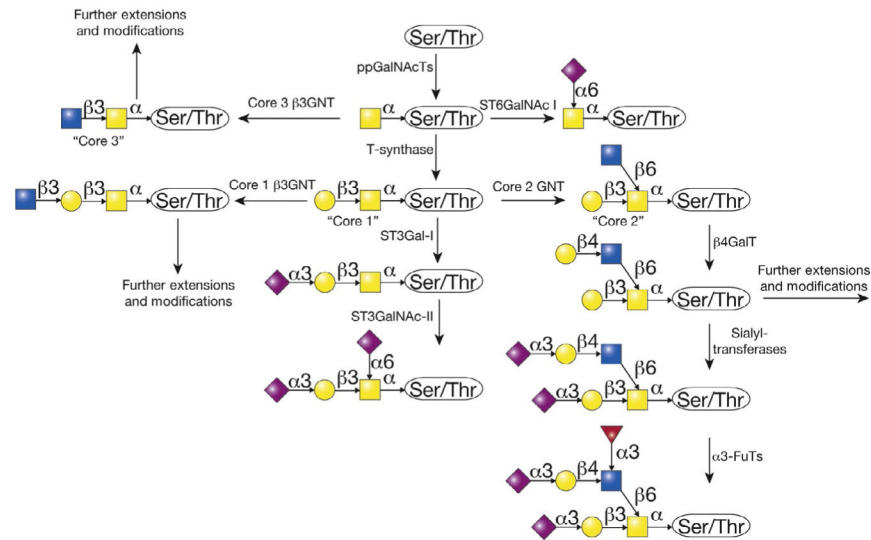 Further extensions
and modifications
Ser/Thr
ppGalNAcTs
α6
β3 α Ser/Thr
"Core 3"
Core 3 β3GNT
α Ser/Thr
ST6GalNAc I
α Ser/Thr
T-synthase
β3 β3 α Ser/Thr
Core 1 β3GNT
β3 α Ser/Thr
"Core 1"
Core 2 GNT
β6
β3 α Ser/Thr
"Core 2"
ST3Gal-I
β4GalT
Further extensions
and modifications
α3 β3 α Ser/Thr
β4
β6
β3 α Ser/Thr
Further extensions
and modifications
ST3GalNAc-II
α6
α3 β3 α Ser/Thr
Sialyl-
transferases
α3 β4
β6
α3 β3 α Ser/Thr
α3-FuTs
α3
α3 β4
β6
α3 β3 α Ser/Thr